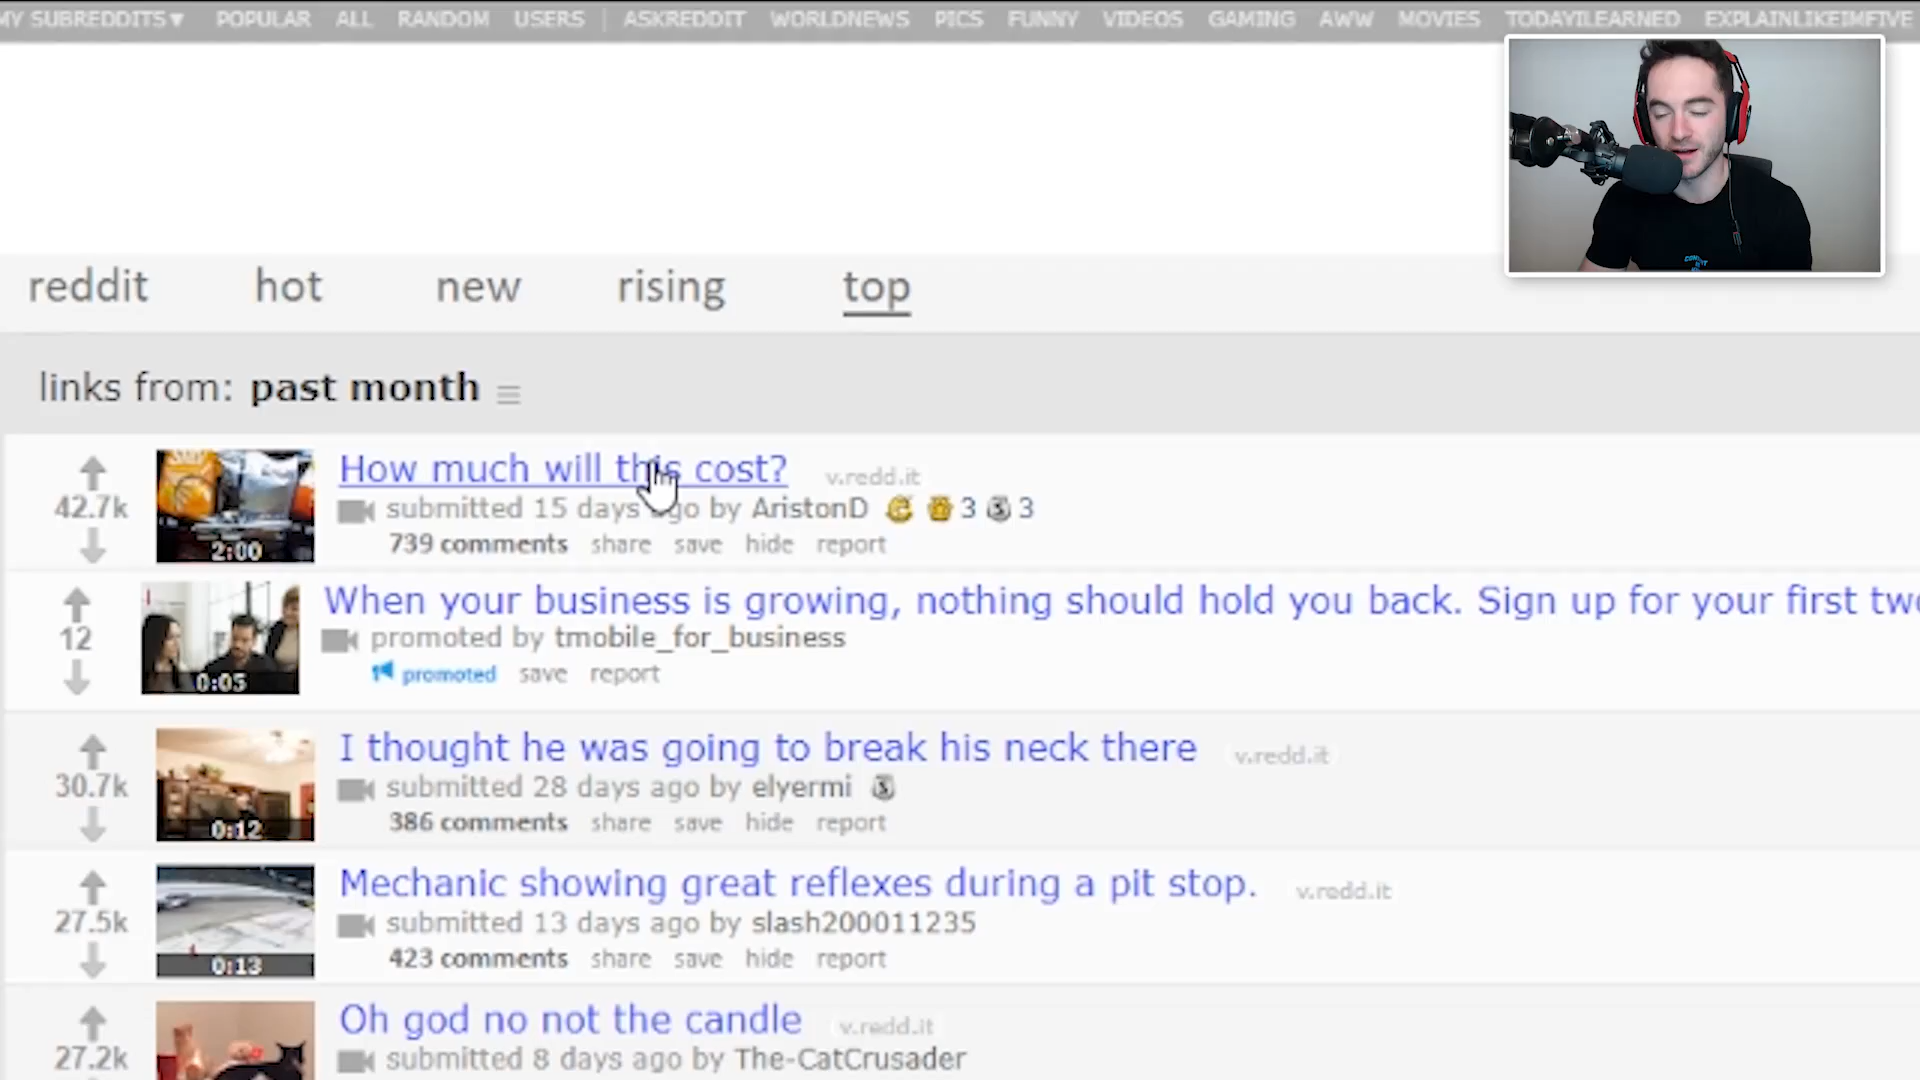 MY SUBREDDITS▼ POPULAR ALL RANDOM USERS | ASKREDDIT WORLDNEWS PICS FUNNY VIDEOS GAMING AWW MOVIES TODAYILEARNED EXPLAINLIKEIMFIVE
reddit hot new rising top
links from: past month
How much will this cost? v.redd.it
42.7k submitted 15 days ago by AristonD 3 3
2:00 739 comments share save hide report
When your business is growing, nothing should hold you back. Sign up for your first
12 promoted by tmobile_for_business
0:05 promoted save report
I thought he was going to break his neck there v.redd.it
30.7k submitted 28 days ago by elyermi
0:12 386 comments share save hide report
Mechanic showing great reflexes during a pit stop. v.redd.it
27.5k submitted 13 days ago by slash200011235
0:13 423 comments share save hide report
Oh god no not the candle v.redd.it
27.2k submitted 8 days ago by The-CatCrusader